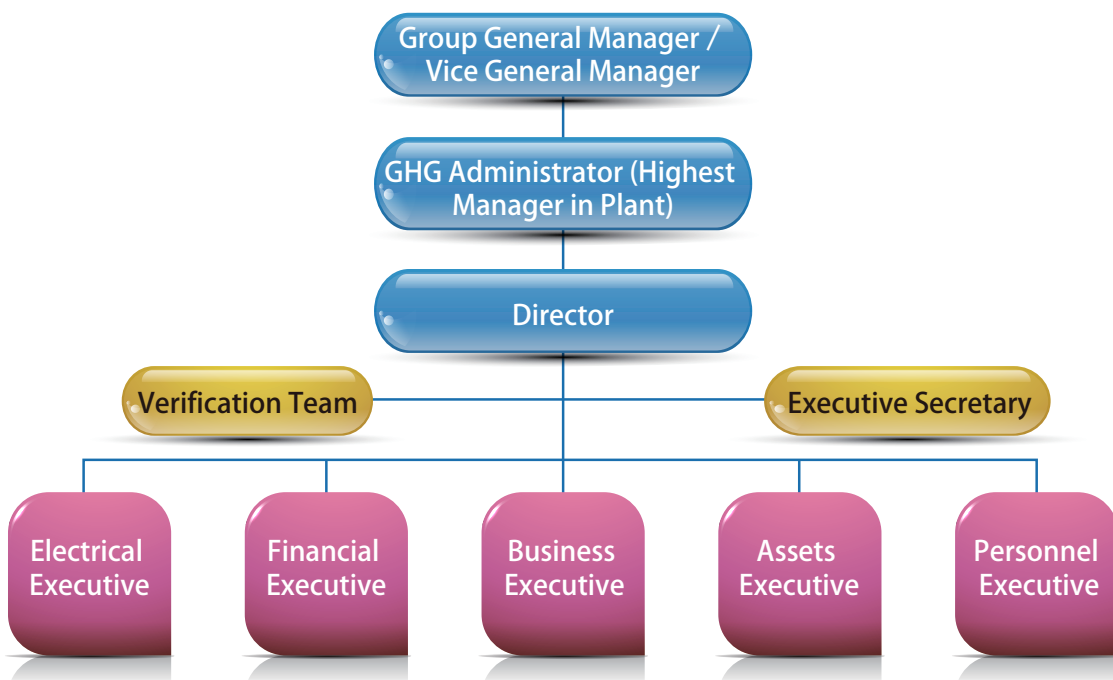 Group General Manager /
Vice General Manager
GHG Administrator (Highest
Manager in Plant)
Director
Verification Team
Executive Secretary
Electrical
Executive
Financial
Executive
Business
Executive
Assets
Executive
Personnel
Executive